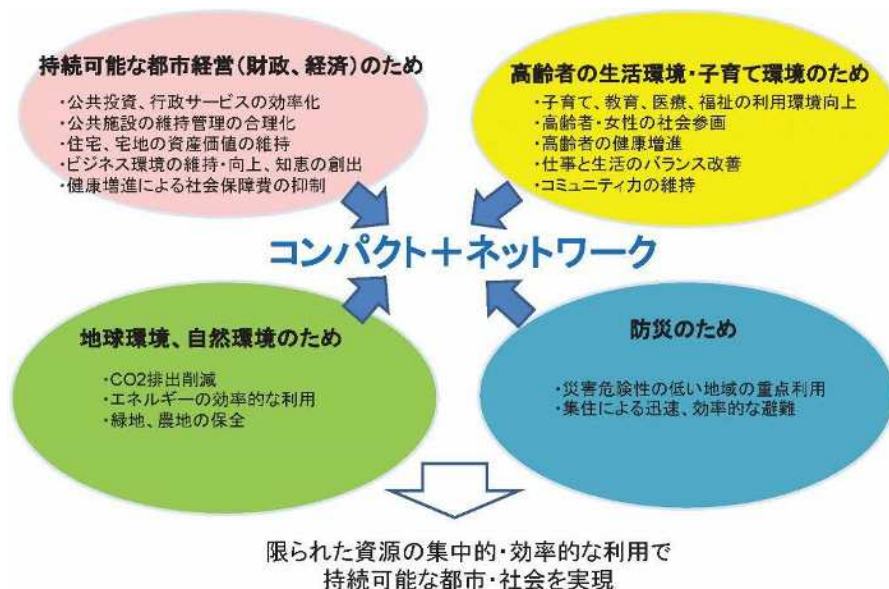 持続可能な都市経営(財政、経済)のため
・公共投資、行政サービスの効率化
・公共施設の維持管理の合理化
・住宅、宅地の資産価値の維持
・ビジネス環境の維持・向上、知恵の創出
・健康増進による社会保障費の抑制
高齢者の生活環境・子育て環境のため
・子育て、教育、医療、福祉の利用環境向上
・高齢者・女性の社会参画
・高齢者の健康増進
・仕事と生活のバランス改善
・コミュニティ力の維持
コンパクト+ネットワーク
地球環境、自然環境のため
・CO2排出削減
・エネルギーの効率的な利用
・緑地、農地の保全
防災のため
・災害危険性の低い地域の重点利用
・集住による迅速、効率的な避難
限られた資源の集中的・効率的な利用で
持続可能な都市・社会を実現